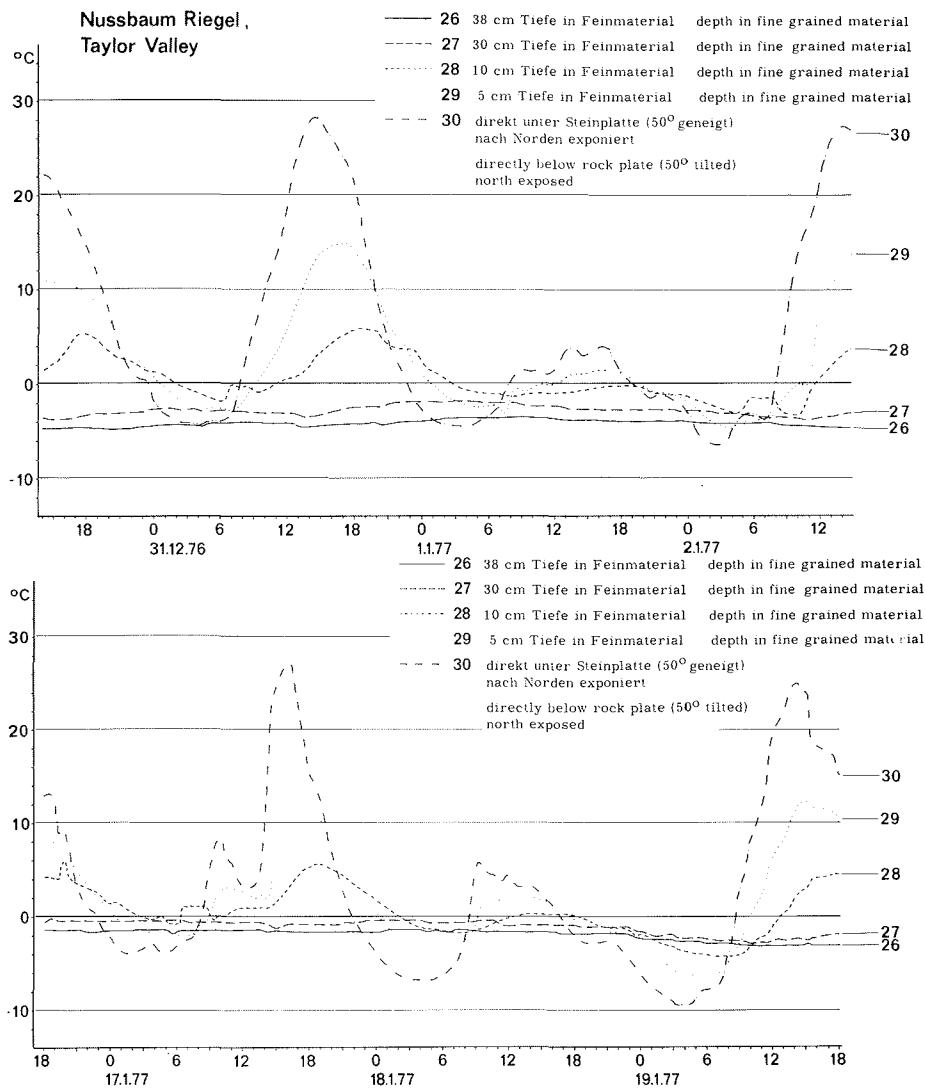 Nussbaum Riegel,
Taylor Valley
26 38 cm Tiefe in Feinmaterial depth in fine grained material
27 30 cm Tiefe in Feinmaterial depth in fine grained material
28 10 cm Tiefe in Feinmaterial depth in fine grained material
29 5 cm Tiefe in Feinmaterial depth in fine grained material
30 direkt unter Steinplatte (50° geneigt)
nach Norden exponiert
directly below rock plate (50° tilted)
north exposed
°C
30
20
10
0
-10
30
29
28
27
26
18 0 6 12 18 0 6 12 18 0 6 12
31.12.76 1.1.77 2.1.77
26 38 cm Tiefe in Feinmaterial depth in fine grained material
27 30 cm Tiefe in Feinmaterial depth in fine grained material
28 10 cm Tiefe in Feinmaterial depth in fine grained material
29 5 cm Tiefe in Feinmaterial depth in fine grained material
30 direkt unter Steinplatte (50° geneigt)
nach Norden exponiert
directly below rock plate (50° tilted)
north exposed
°C
30
20
10
0
-10
30
29
28
27
26
18 0 6 12 18 0 6 12 18 0 6 12 18
17.1.77 18.1.77 19.1.77